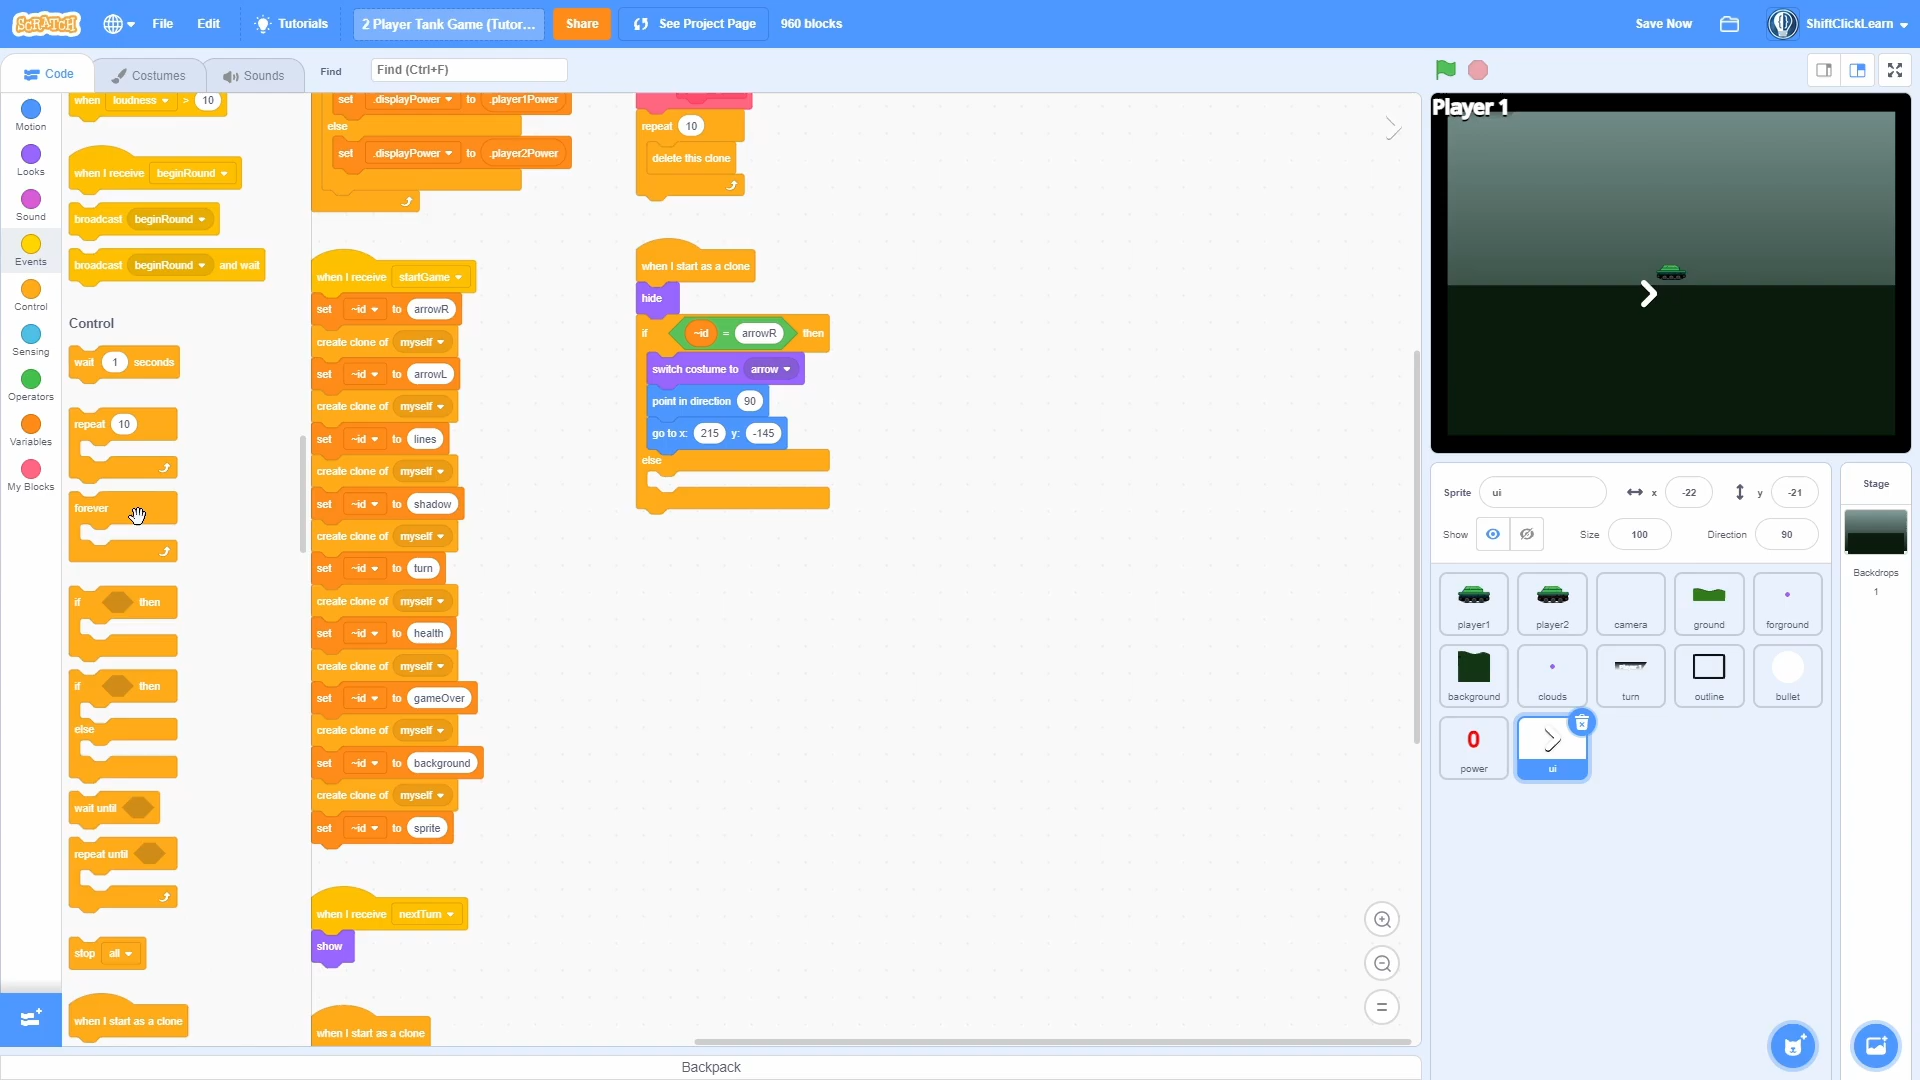 SCRATCH
File
Edit
Tutorials
2 Player Tank Game (Tutor...
Share
See Project Page
960 blocks
Save Now
ShiftClickLearn
Code
Costumes
Sounds
Find
Find (Ctrl+F)
Motion
Looks
Sound
Events
Control
Sensing
Operators
Variables
My Blocks
when loudness > 10
when I receive beginRound
broadcast beginRound
broadcast beginRound and wait
Control
wait 1 seconds
repeat 10
forever
if then
if then
else
wait until
repeat until
stop all
when I start as a clone
set .displayPower to .player1Power
else
set .displayPower to .player2Power
when I receive startGame
set ~id to arrowR
create clone of myself
set ~id to arrowL
create clone of myself
set ~id to lines
create clone of myself
set ~id to shadow
create clone of myself
set ~id to turn
create clone of myself
set ~id to health
create clone of myself
set ~id to gameOver
create clone of myself
set ~id to background
create clone of myself
set ~id to sprite
when I receive nextTurn
show
when I start as a clone
repeat 10
delete this clone
when I start as a clone
hide
if ~id = arrowR then
switch costume to arrow
point in direction 90
go to x: 215 y: -145
else
Backpack
Player 1
Sprite ui x -22 y -21
Show Size 100 Direction 90
player1
player2
camera
ground
forground
background
clouds
turn
outline
bullet
0
power
ui
Stage
Backdrops
1